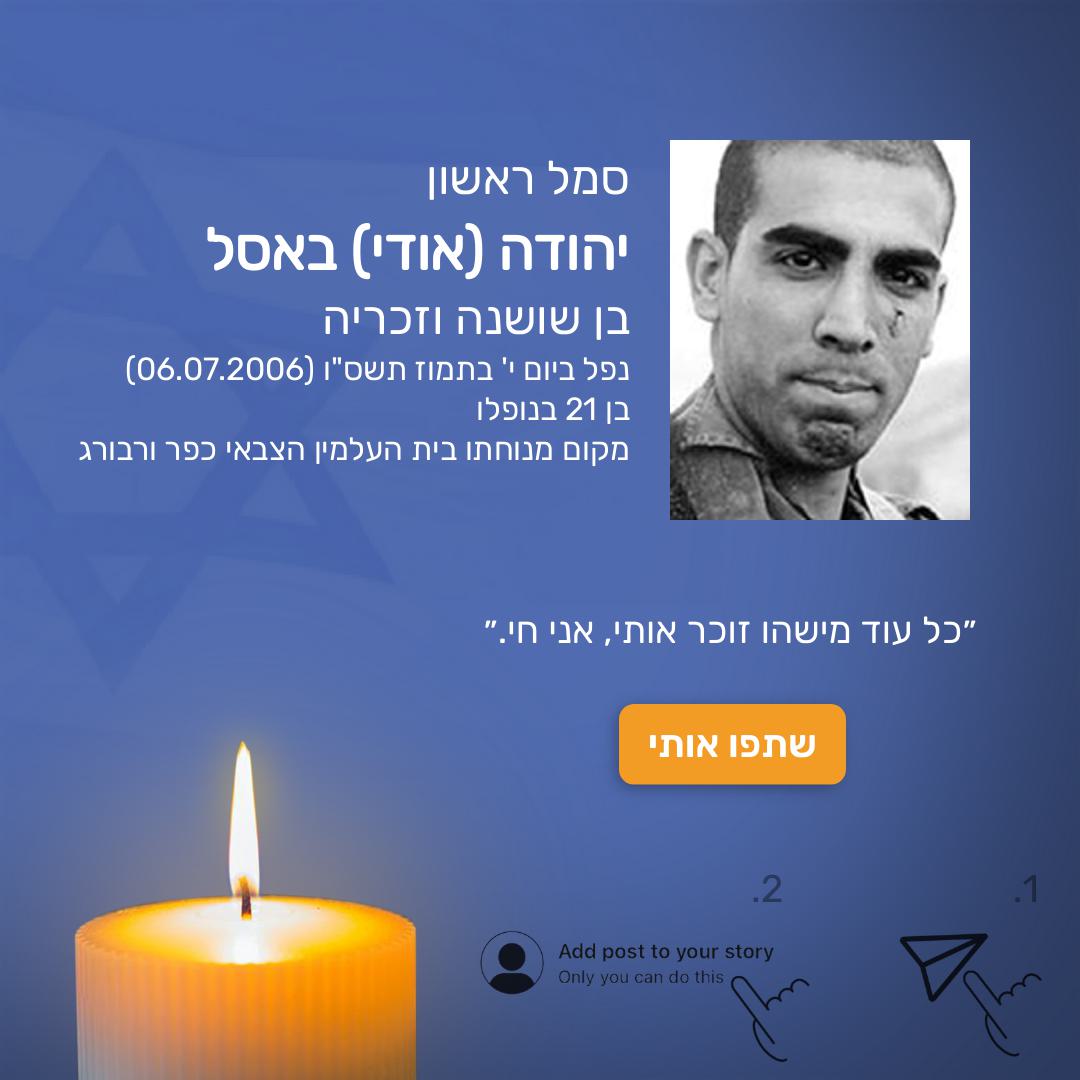 סמל ראשון
יהודה (אודי) באסל
בן שושנה וזכריה
נפל ביום י' בתמוז תשס"ו (06.07.2006)
בן 21 בנופלו
מקום מנוחתו בית העלמין הצבאי כפר ורבורג
״כל עוד מישהו זוכר אותי, אני חי.״
שתפו אותי
1.
2.
Add post to your story
Only you can do this